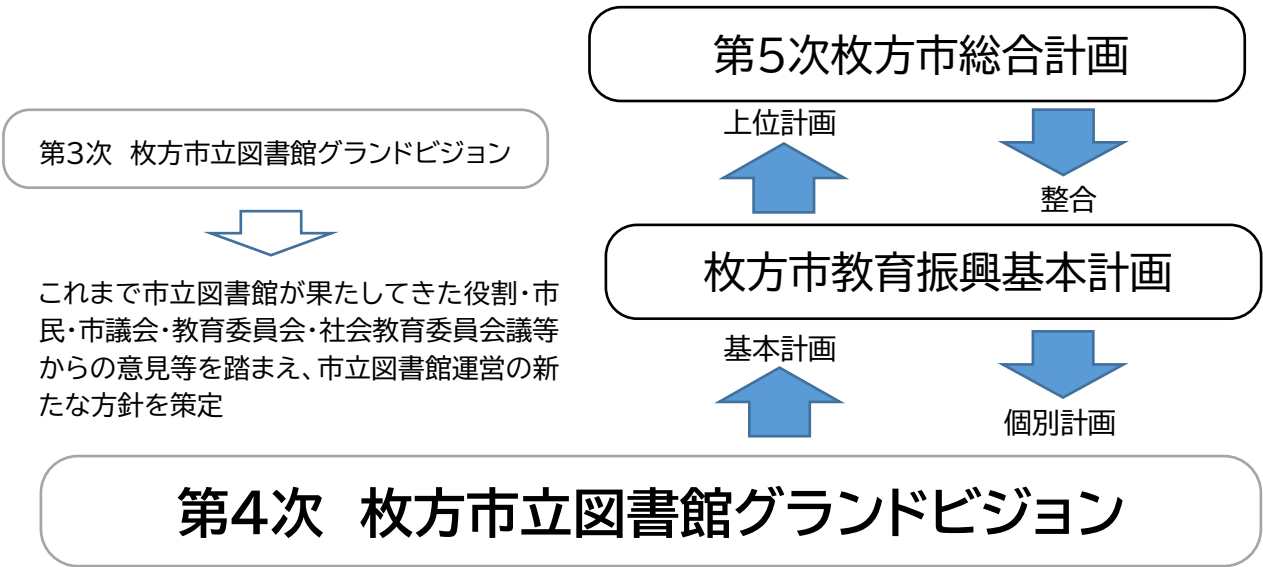 第5次枚方市総合計画
上位計画
整合
第3次 枚方市立図書館グランドビジョン
枚方市教育振興基本計画
これまで市立図書館が果たしてきた役割・市
民・市議会・教育委員会・社会教育委員会議等
からの意見等を踏まえ、市立図書館運営の新
たな方針を策定
基本計画
個別計画
第4次 枚方市立図書館グランドビジョン